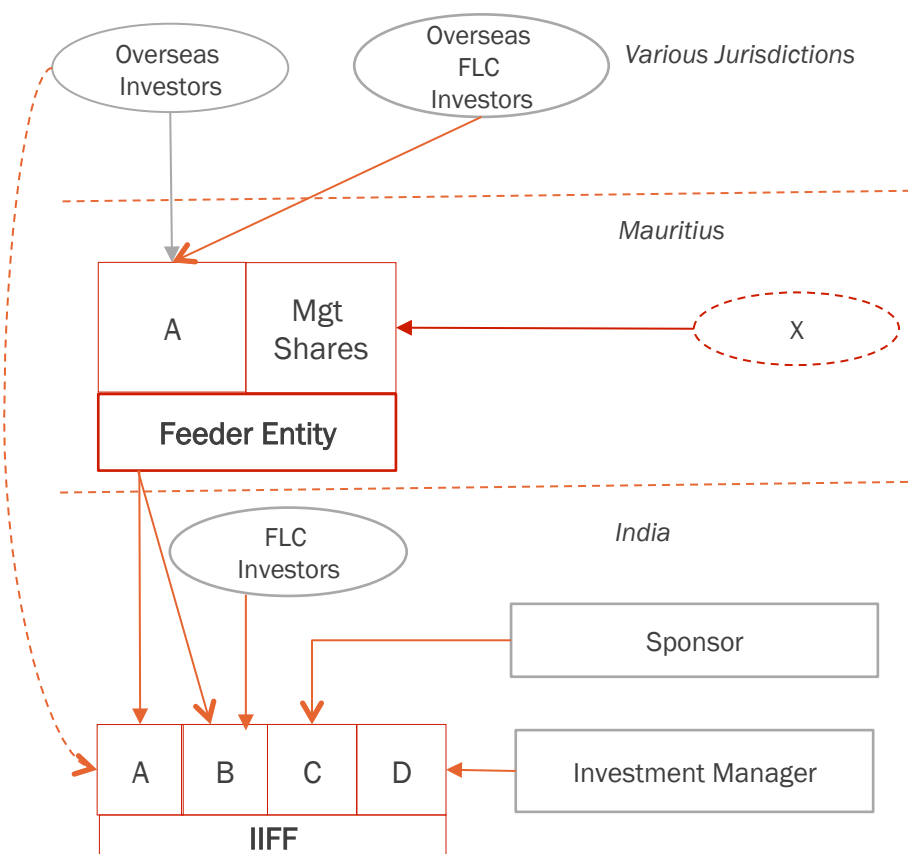 Overseas
Investors
Overseas
FLC
Investors
Various Jurisdictions
Mauritius
A
Mgt
Shares
X
Feeder Entity
FLC
Investors
India
Sponsor
A
B
C
D
Investment Manager
IIFF